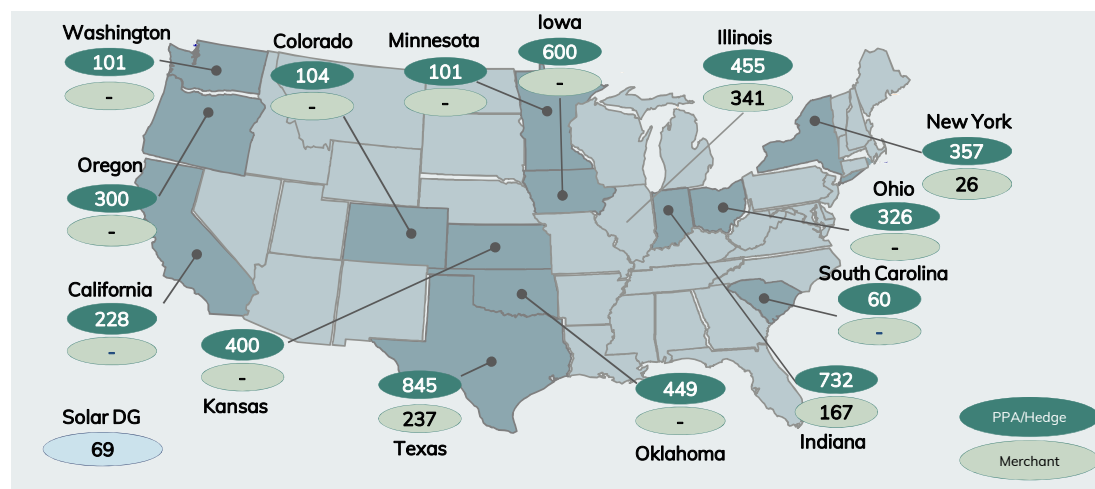 Washington
101
-
Colorado
104
-
Minnesota
101
-
Iowa
600
-
Illinois
455
341
New York
357
26
Oregon
300
-
Ohio
326
-
California
228
-
South Carolina
60
-
400
-
Kansas
845
237
Texas
449
-
Oklahoma
732
167
Indiana
Solar DG
69
PPA/Hedge
Merchant